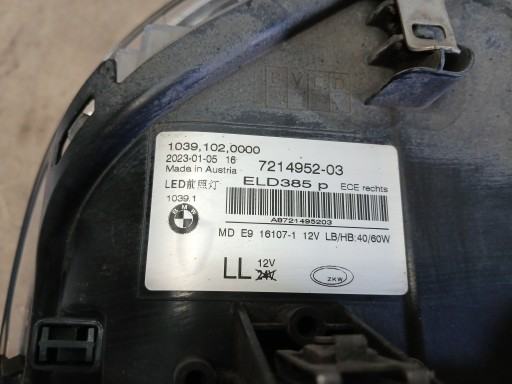 1039,102,0000
2023-01-05 16
Made in Austria
7214952-03
LED前照灯
ELD385 p
ECE rechts
1039.1
BMW
A8721495203
MD E9 16107-1 12V LB/HB:40/60W
LL
12V
24V
ZKW